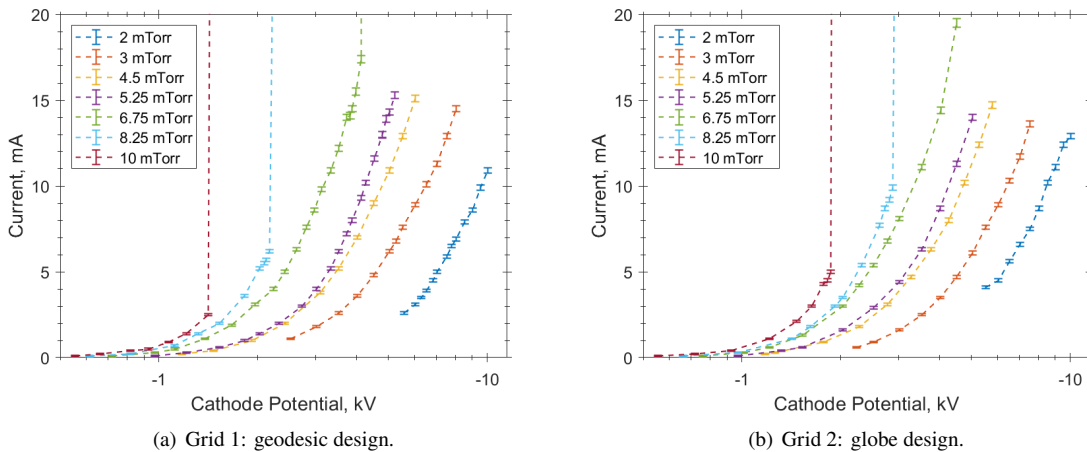 20
15
10
5
0
Current, mA
2 mTorr
3 mTorr
4.5 mTorr
5.25 mTorr
6.75 mTorr
8.25 mTorr
10 mTorr
-1
-10
Cathode Potential, kV
(a) Grid 1: geodesic design.
20
15
10
5
0
Current, mA
2 mTorr
3 mTorr
4.5 mTorr
5.25 mTorr
6.75 mTorr
8.25 mTorr
10 mTorr
-1
-10
Cathode Potential, kV
(b) Grid 2: globe design.